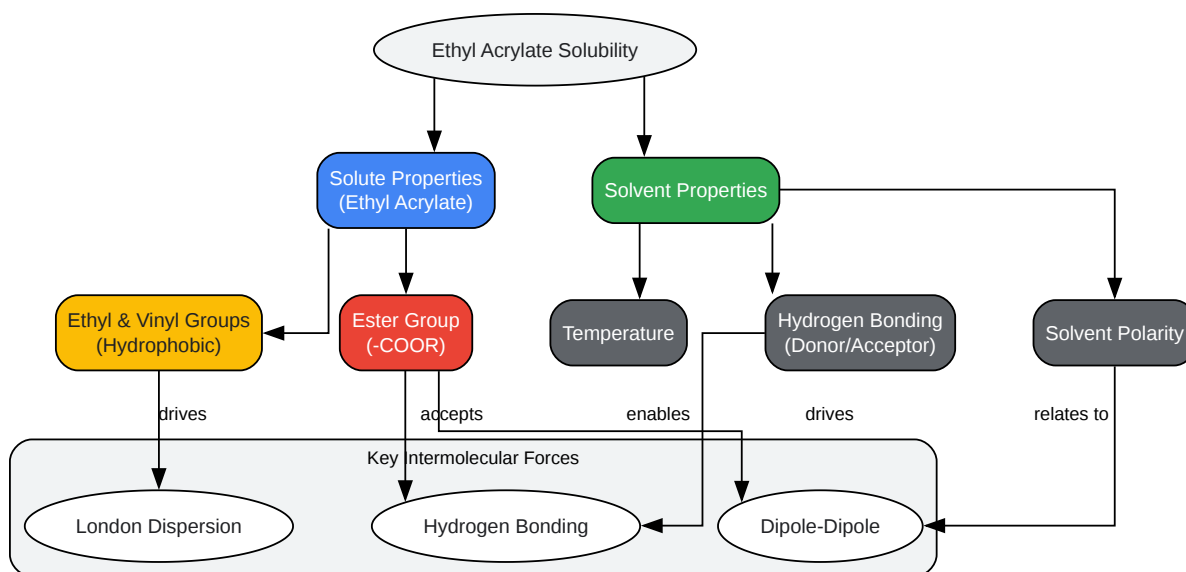 Ethyl Acrylate Solubility
Solute Properties
(Ethyl Acrylate)
Solvent Properties
Ethyl & Vinyl Groups
(Hydrophobic)
Ester Group
(-COOR)
Temperature
Hydrogen Bonding
(Donor/Acceptor)
Solvent Polarity
drives
accepts
enables
drives
relates to
Key Intermolecular Forces
London Dispersion
Hydrogen Bonding
Dipole-Dipole